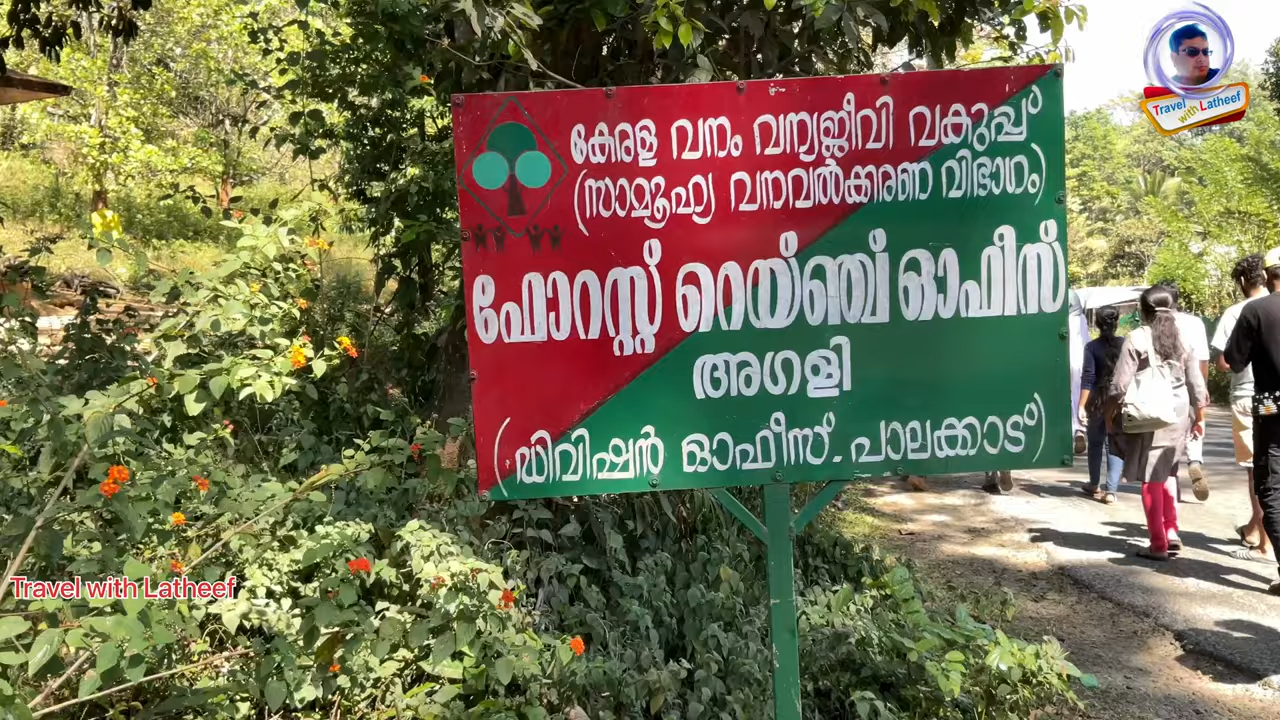 കേരള വനം വന്യജീവി വകുപ്പ്
(സാമൂഹ്യ വനവൽക്കരണ വിഭാഗം)
ഫോറസ്റ്റ് റെയ്ഞ്ച് ഓഫീസ്
അഗളി
(ഡിവിഷൻ ഓഫീസ്. പാലക്കാട്)
Travel with Latheef
Travel
with Latheef